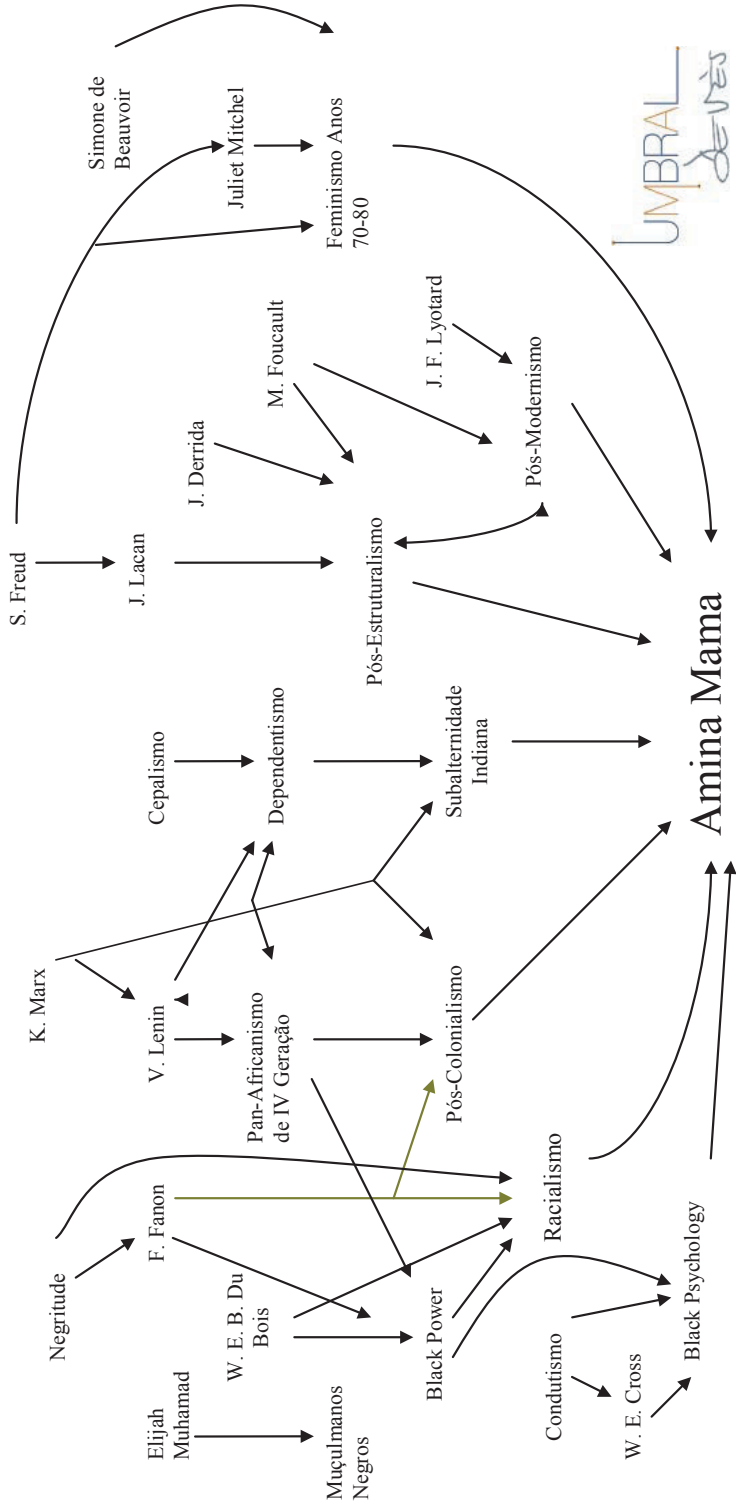 S. Freud
Simone de
Beauvoir
K. Marx
Cepalismo
J. Lacan
Juliet Mitchel
Negritude
V. Lenin
J. Derrida
M. Foucault
F. Fanon
Dependentismo
Feminismo Anos
70-80
Elijah
Muhamad
W. E. B. Du
Bois
Pan-Africanismo
de IV Geração
J. F. Lyotard
Pós-Estruturalismo
Muçulmanos
Negros
Black Power
Pós-Colonialismo
Subalternidade
Indiana
Pós-Modernismo
Racialismo
Condutismo
W. E. Cross
Black Psychology
Amina Mama
UMBRAL
DEVÈS